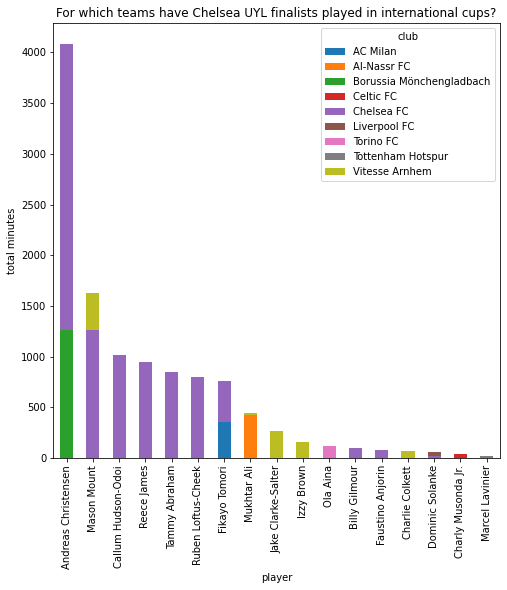 For which teams have Chelsea UYL finalists played in international cups?
club
AC Milan
Al-Nassr FC
Borussia Mönchengladbach
Celtic FC
Chelsea FC
Liverpool FC
Torino FC
Tottenham Hotspur
Vitesse Arnhem
total minutes
4000
3500
3000
2500
2000
1500
1000
500
0
Andreas Christensen
Mason Mount
Callum Hudson-Odoi
Reece James
Tammy Abraham
Ruben Loftus-Cheek
Fikayo Tomori
Mukhtar Ali
Jake Clarke-Salter
Izzy Brown
Ola Aina
Billy Gilmour
Faustino Anjorin
Charlie Colkett
Dominic Solanke
Charly Musonda Jr.
Marcel Lavinier
player